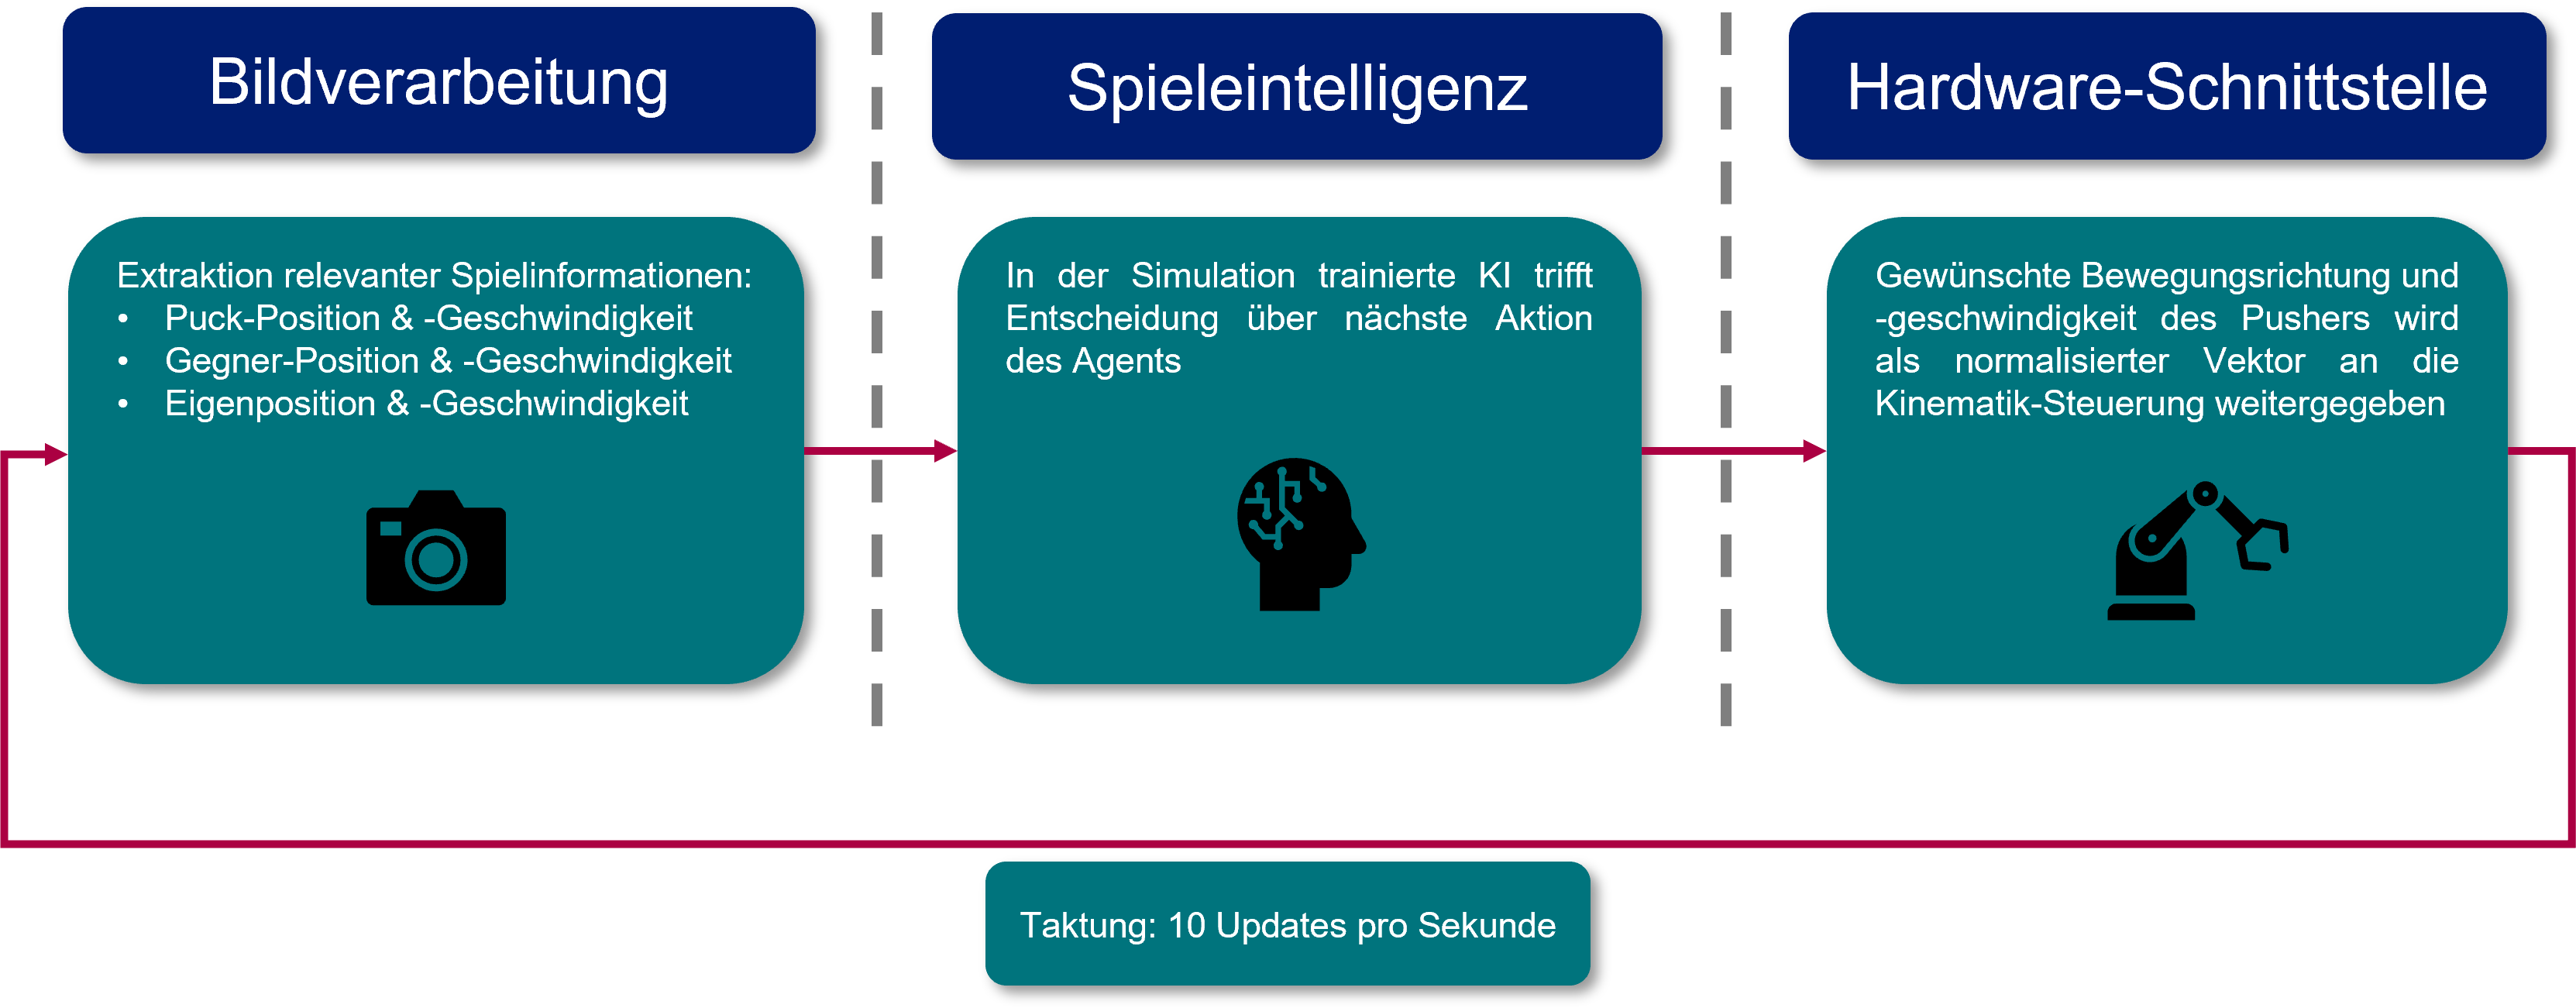 Bildverarbeitung
Spieleintelligenz
Hardware-Schnittstelle
Extraktion relevanter Spielinformationen:
• Puck-Position & -Geschwindigkeit
• Gegner-Position & -Geschwindigkeit
• Eigenposition & -Geschwindigkeit
In der Simulation trainierte KI trifft
Entscheidung über nächste Aktion
des Agents
Gewünschte Bewegungsrichtung und
-geschwindigkeit des Pushers wird
als normalisierter Vektor an die
Kinematik-Steuerung weitergegeben
Taktung: 10 Updates pro Sekunde